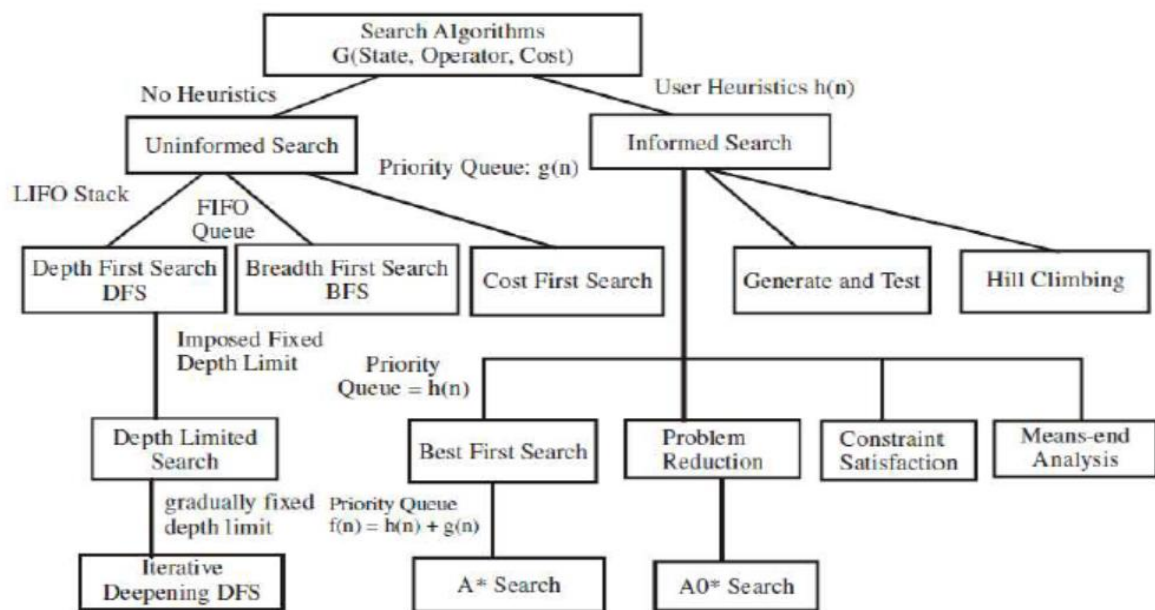 Search Algorithms
G(State, Operator, Cost)
No Heuristics
User Heuristics h(n)
Uninformed Search
Informed Search
Priority Queue: g(n)
LIFO Stack
FIFO
Queue
Depth First Search
DFS
Breadth First Search
BFS
Cost First Search
Generate and Test
Hill Climbing
Imposed Fixed
Depth Limit
Priority
Queue = h(n)
Depth Limited
Search
Best First Search
Problem
Reduction
Constraint
Satisfaction
Means-end
Analysis
gradually fixed
depth limit
Priority Queue
f(n) = h(n) + g(n)
Iterative
Deepening DFS
A* Search
A0* Search